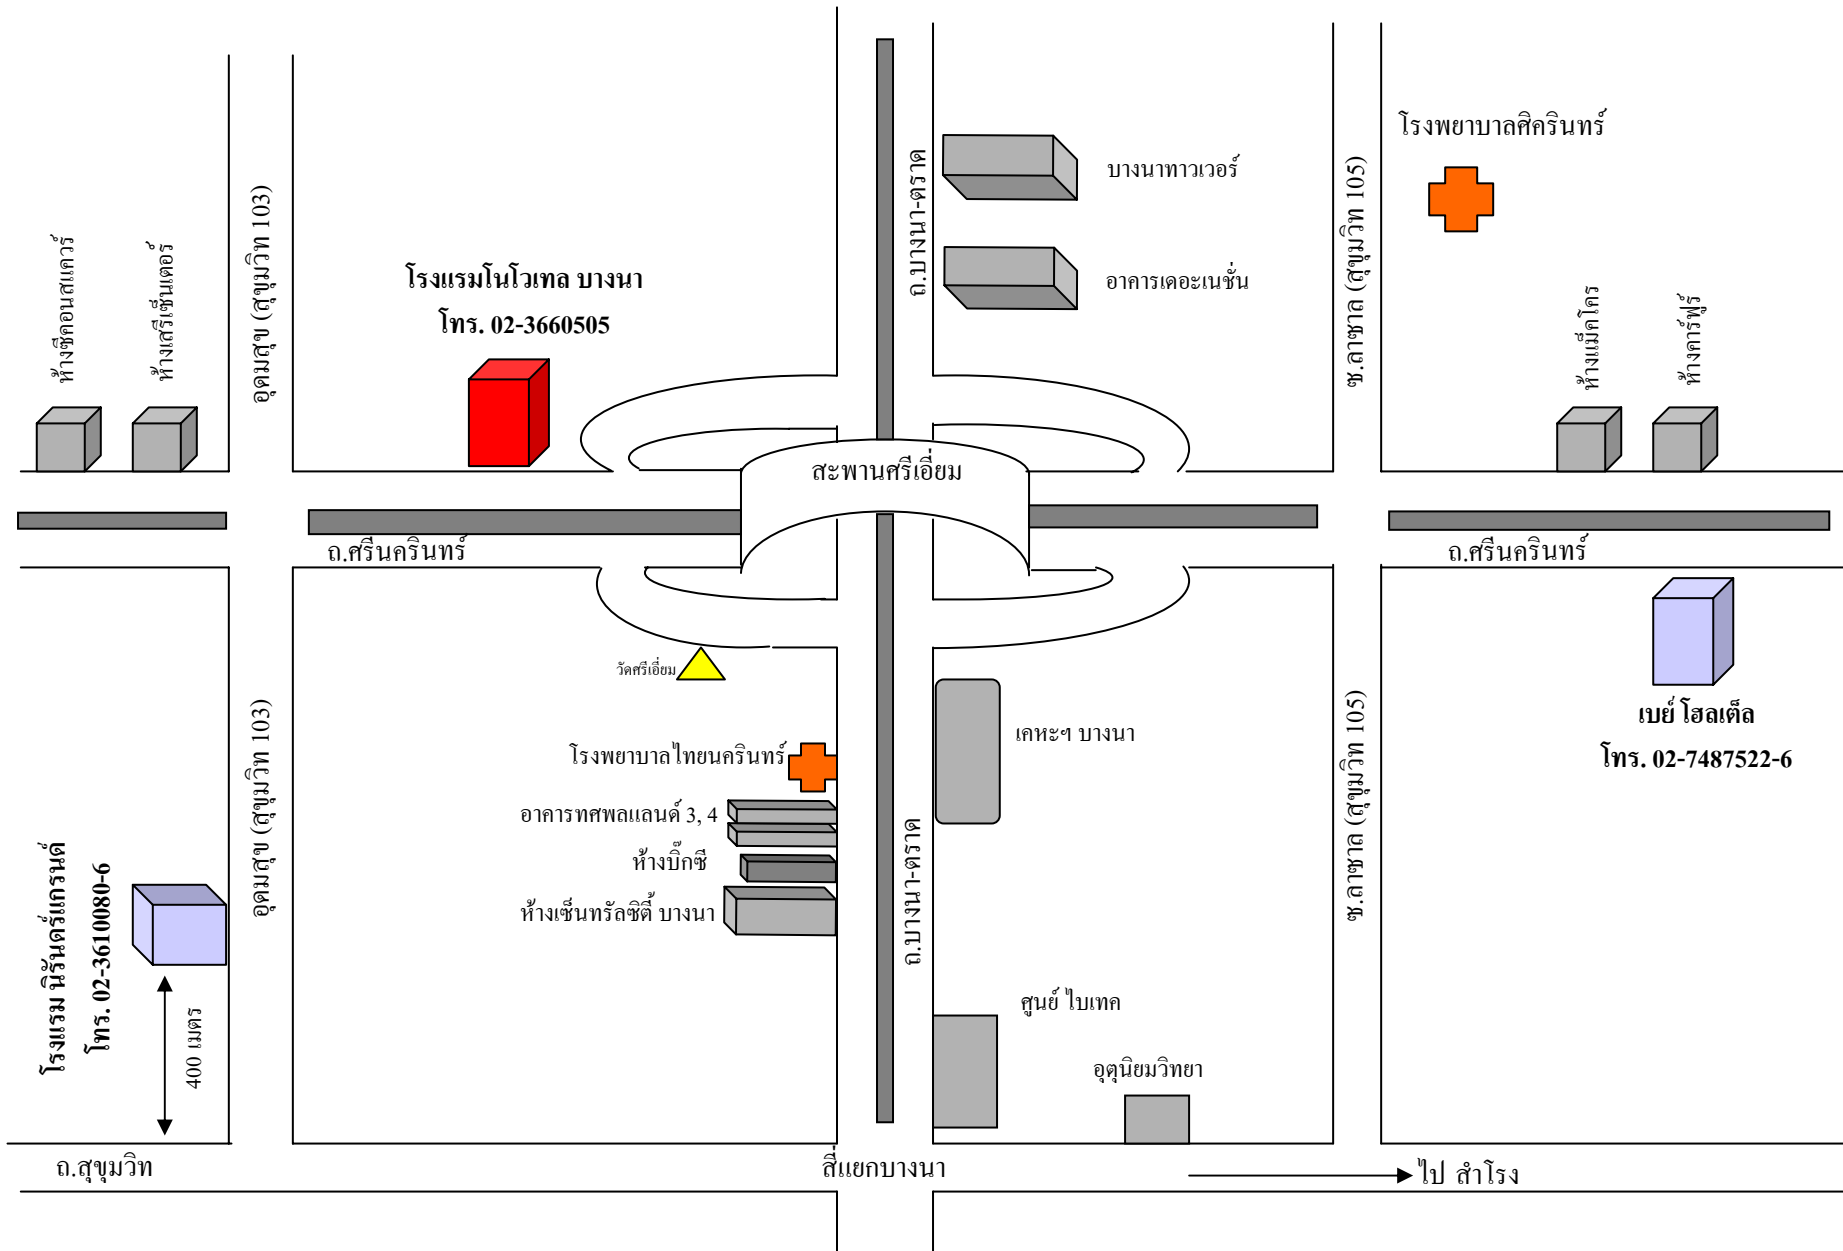 โรงพยาบาลศิครินทร์
บางนาทาวเวอร์
ถ.บางนา-ตราด
ซ.ลาซาล (สุขุมวิท 105)
อุดมสุข (สุขุมวิท 103)
ห้างซีคอนสแควร์
ห้างเสรีเซ็นเตอร์
โรงแรมโนโวเทล บางนา
โทร. 02-3660505
อาคารเดอะเนชั่น
ห้างแม็คโคร
ห้างคาร์ฟูร์
สะพานศรีเอี่ยม
ถ.ศรีนครินทร์
ถ.ศรีนครินทร์
วัดศรีเอี่ยม
เบย์ โฮลเต็ล
โทร. 02-7487522-6
เคหะฯ บางนา
โรงพยาบาลไทยนครินทร์
อุดมสุข (สุขุมวิท 103)
ซ.ลาซาล (สุขุมวิท 105)
อาคารทศพลแลนด์ 3, 4
ห้างบิ๊กซี
ห้างเซ็นทรัลซิตี้ บางนา
ถ.บางนา-ตราด
โรงแรม นิรันดร์แกรนด์
โทร. 02-3610080-6
400 เมตร
ศูนย์ ไบเทค
อุตุนิยมวิทยา
ถ.สุขุมวิท
สี่แยกบางนา
ไป สำโรง